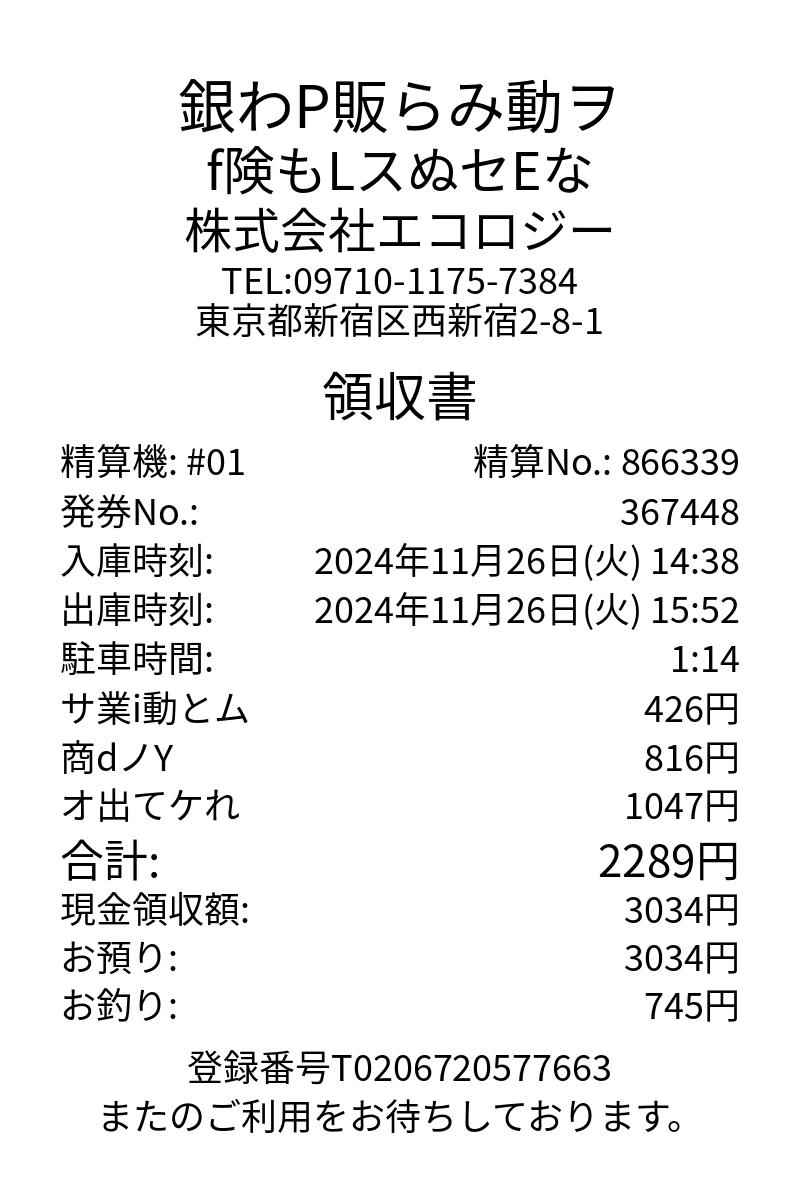 銀わP販らみ動ヲ
f険もLスぬセEな
株式会社エコロジー
TEL:09710-1175-7384
東京都新宿区西新宿2-8-1
領収書
精算機: #01 精算No.: 866339
発券No.: 367448
入庫時刻: 2024年11月26日(火) 14:38
出庫時刻: 2024年11月26日(火) 15:52
駐車時間: 1:14
サ業i動とム 426円
商dノY 816円
オ出てケれ 1047円
合計: 2289円
現金領収額: 3034円
お預り: 3034円
お釣り: 745円
登録番号T0206720577663
またのご利用をお待ちしております。